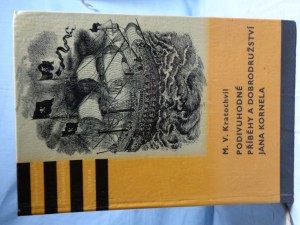 M. V. Kratochvíl
PODIVUHODNÉ
PŘÍBĚHY A DOBRODRUŽSTVÍ
JANA KORNELA